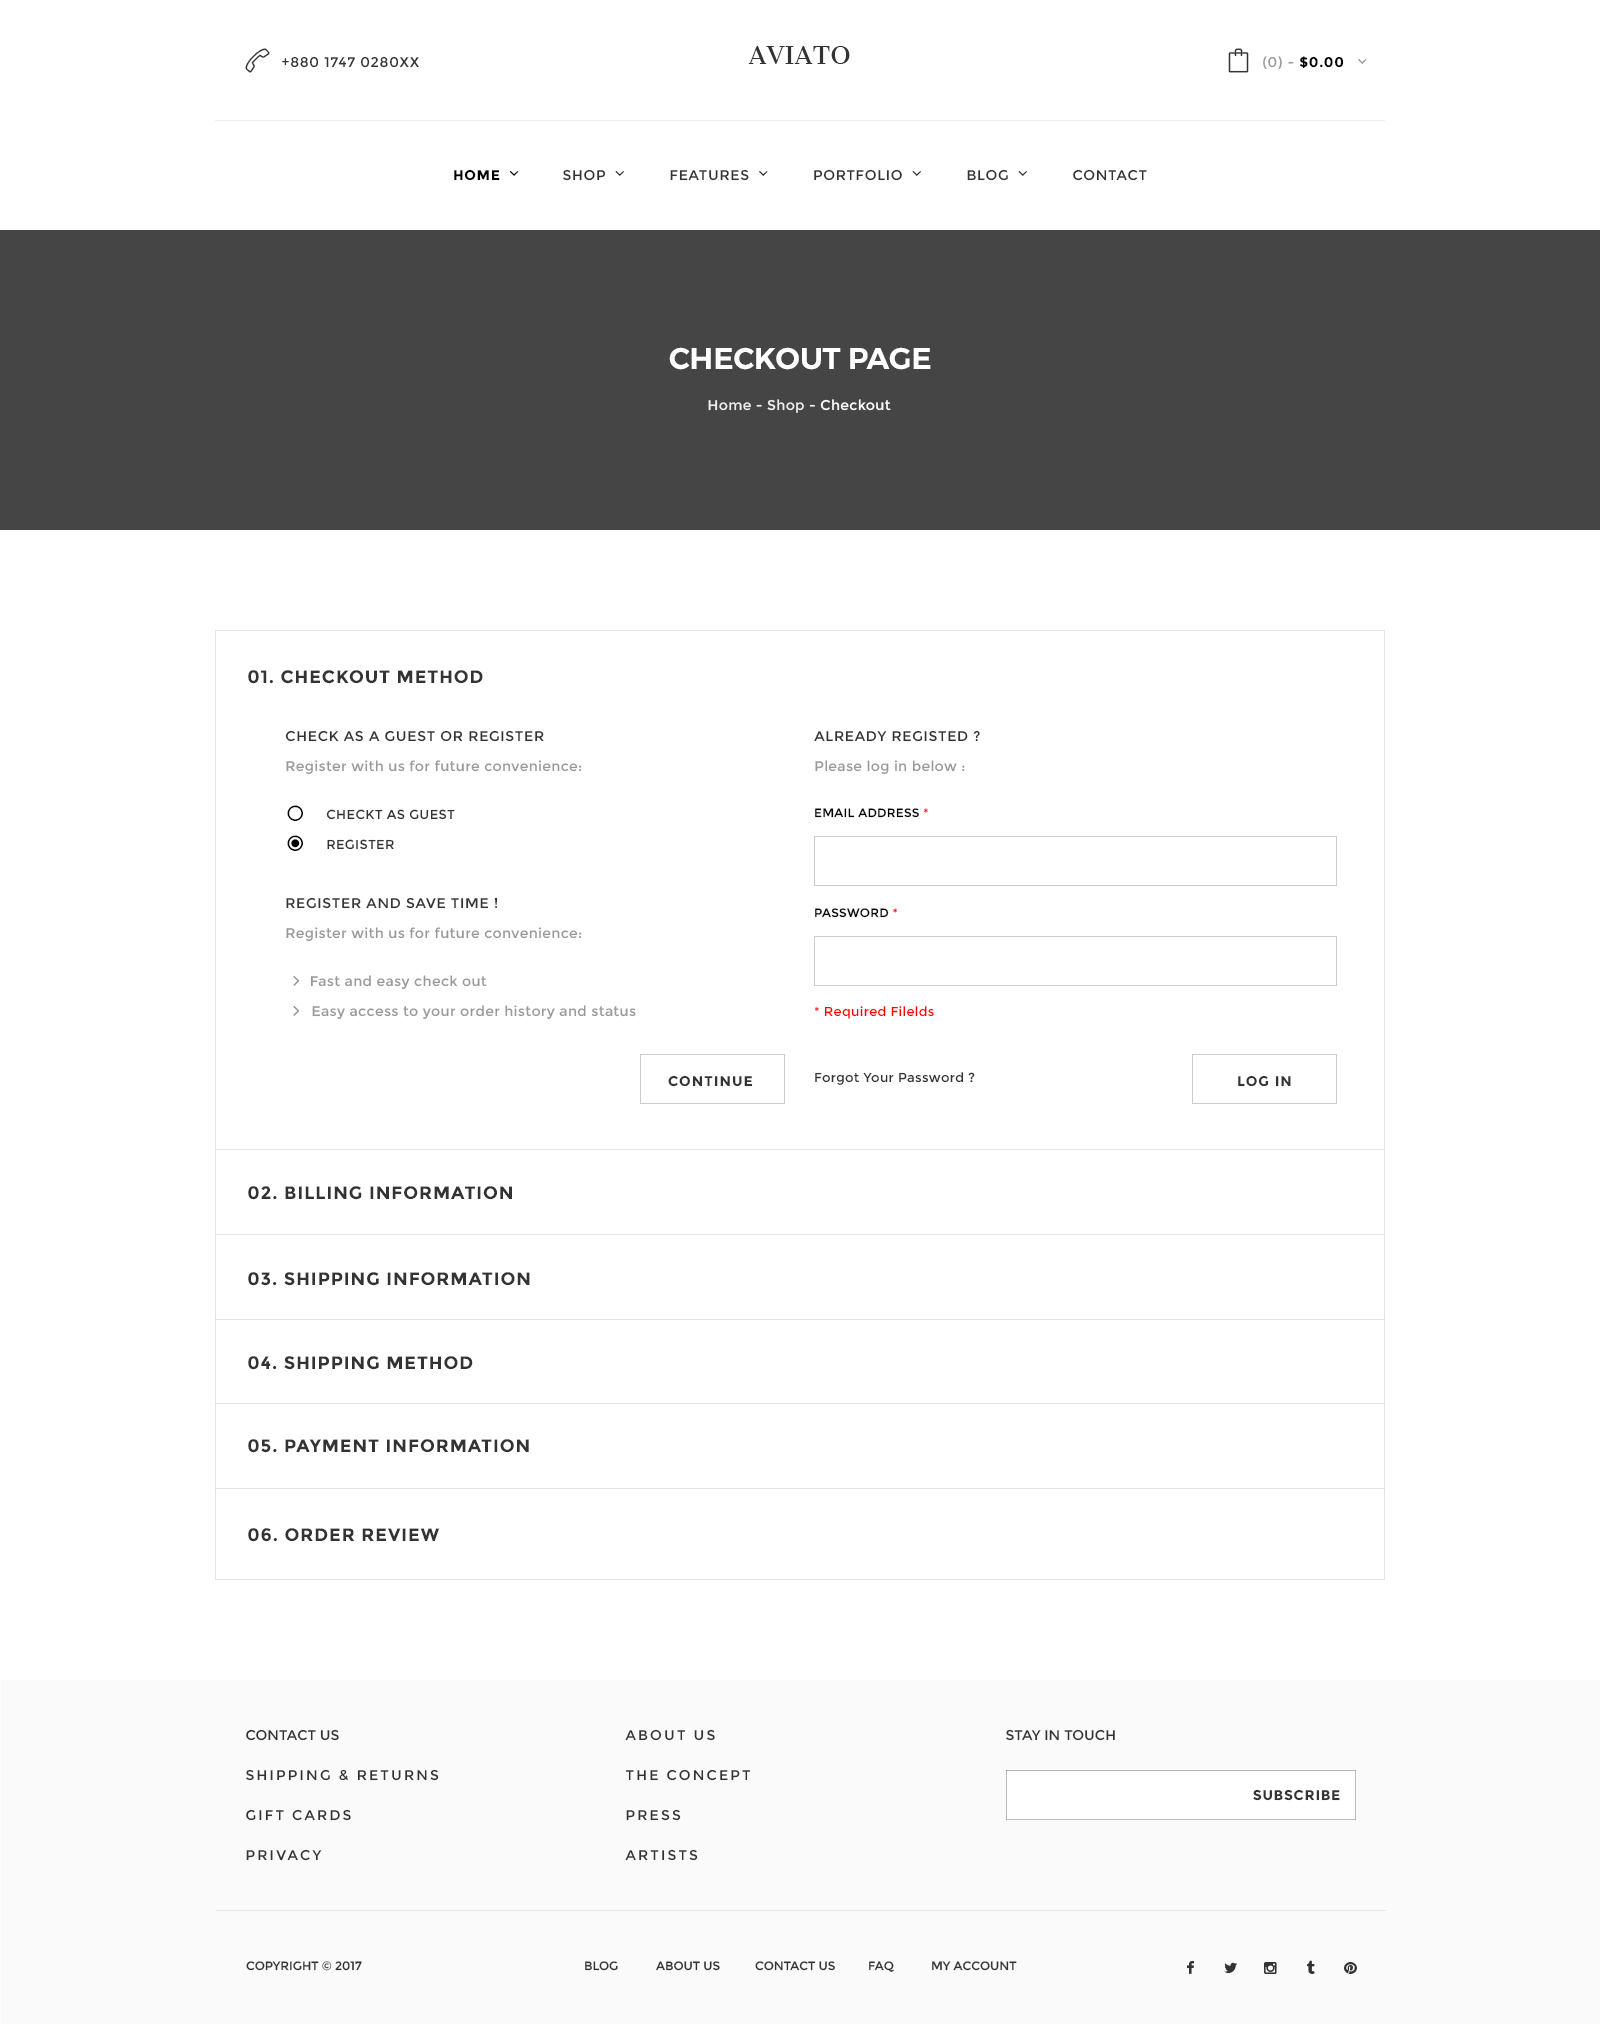 +880 1747 0280XX
AVIATO
(0) - $0.00
HOME SHOP FEATURES PORTFOLIO BLOG CONTACT
CHECKOUT PAGE
Home - Shop - Checkout
01. CHECKOUT METHOD
CHECK AS A GUEST OR REGISTER
Register with us for future convenience:
CHECKT AS GUEST
REGISTER
REGISTER AND SAVE TIME !
Register with us for future convenience:
Fast and easy check out
Easy access to your order history and status
CONTINUE
ALREADY REGISTED ?
Please log in below :
EMAIL ADDRESS *
PASSWORD *
* Required Filelds
Forgot Your Password ?
LOG IN
02. BILLING INFORMATION
03. SHIPPING INFORMATION
04. SHIPPING METHOD
05. PAYMENT INFORMATION
06. ORDER REVIEW
CONTACT US
SHIPPING & RETURNS
GIFT CARDS
PRIVACY
ABOUT US
THE CONCEPT
PRESS
ARTISTS
STAY IN TOUCH
SUBSCRIBE
COPYRIGHT © 2017
BLOG ABOUT US CONTACT US FAQ MY ACCOUNT